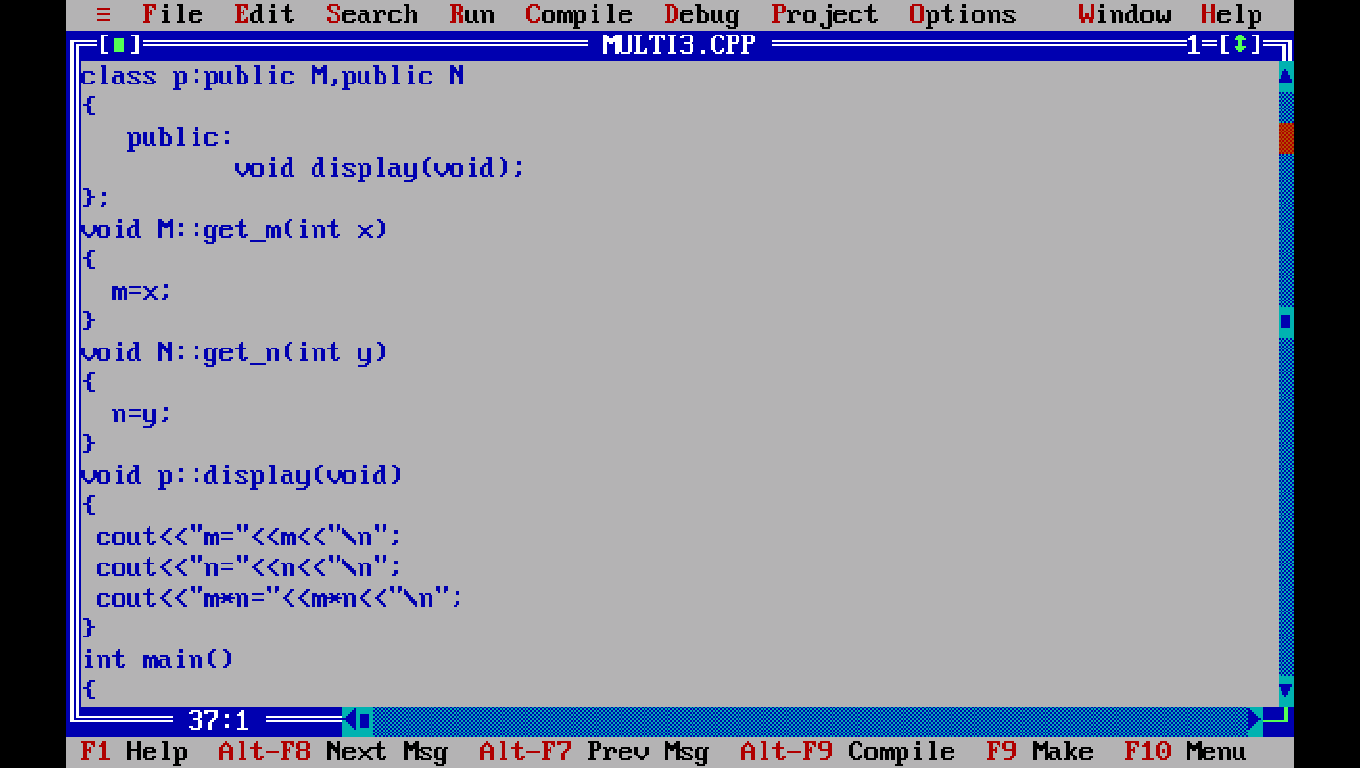 ≡ File Edit Search Run Compile Debug Project Options Window Help
[■] MULTI3.CPP 1=[↕]
class p:public M,public N
{
   public:
          void display(void);
};
void M::get_m(int x)
{
  m=x;
}
void N::get_n(int y)
{
  n=y;
}
void p::display(void)
{
 cout<<"m="<<m<<"\n";
 cout<<"n="<<n<<"\n";
 cout<<"m*n="<<m*n<<"\n";
}
int main()
{
37:1
F1 Help Alt-F8 Next Msg Alt-F7 Prev Msg Alt-F9 Compile F9 Make F10 Menu